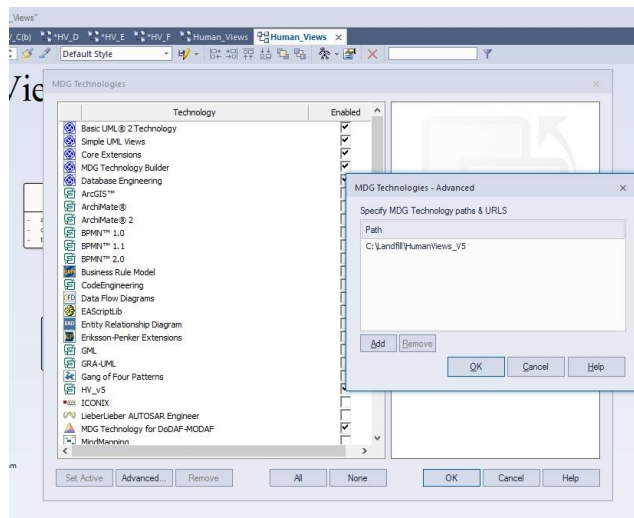 _Views"
V_C(b) *HV_D *HV_E *HV_F Human_Views Human_Views ×
Default Style
Vie
MDG Technologies
Technology Enabled
Basic UML® 2 Technology
Simple UML Views
Core Extensions
MDG Technology Builder
Database Engineering
ArcGIS™
ArchiMate®
ArchiMate® 2
BPMN™ 1.0
BPMN™ 1.1
BPMN™ 2.0
Business Rule Model
CodeEngineering
DFD Data Flow Diagrams
EAScriptLib
ERD Entity Relationship Diagram
Eriksson-Penker Extensions
GML
GRA-UML
Gang of Four Patterns
HV_v5
ICONIX
LieberLieber AUTOSAR Engineer
MDG Technology for DoDAF-MODAF
MindMapping
Set Active Advanced... Remove All None OK Cancel Help
MDG Technologies - Advanced ×
Specify MDG Technology paths & URLS
Path
C:\Landfill\HumanViews_V5
Add Remove
OK Cancel Help